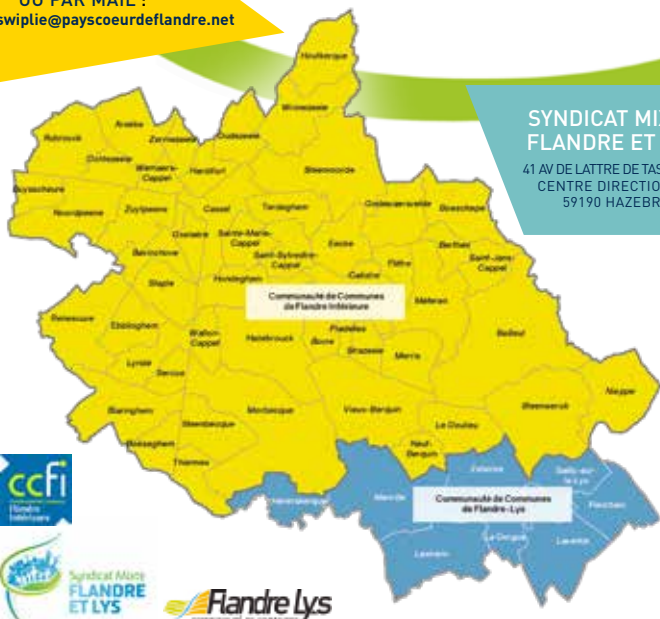 OU PAR MAIL :
swiplie@payscoeurdeflandre.net
SYNDICAT MI
FLANDRE ET
41 AV DE LATTRE DE TAS
CENTRE DIRECTIO
59190 HAZEBR
Houtkerque
Winnezeele
Rubrouck
Arneke
Zermezeele
Oudezeele
Ochtezeele
Wemaers-
Cappel
Hardifort
Steenvoorde
Buysscheure
Noordpeene
Zuytpeene
Cassel
Terdeghem
Godewaersvelde
Boeschepe
Oxelaëre
Sainte-Marie-
Cappel
Saint-Sylvestre-
Cappel
Eecke
Flêtre
Berthen
Saint-Jans-
Cappel
Bavinchove
Staple
Hondeghem
Caëstre
Méteren
Communauté de Communes
de Flandre Intérieure
Renescure
Ebblinghem
Wallon-
Cappel
Hazebrouck
Pradelles
Borre
Strazeele
Merris
Bailleul
Lynde
Sercus
Nieppe
Blaringhem
Steenbecque
Morbecque
Vieux-Berquin
Le Doulieu
Steenwerck
Boëseghem
Thiennes
Neuf-
Berquin
Haverskerque
Merville
Estaires
Sailly-sur-
la-Lys
Fleurbaix
Communauté de Communes
de Flandre-Lys
La Gorgue
Laventie
Lestrem
ccfi
Flandre
Intérieure
Syndicat Mixte
FLANDRE
ET LYS
Flandre Lys